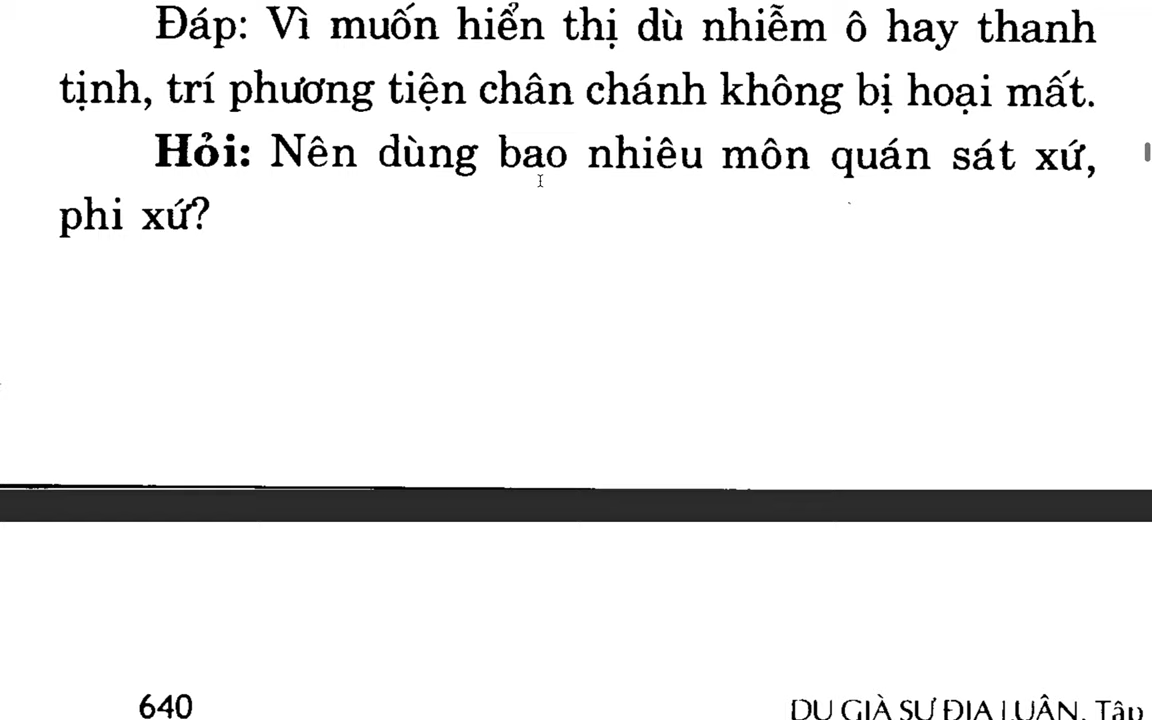 Đáp: Vì muốn hiển thị dù nhiễm ô hay thanh
tịnh, trí phương tiện chân chánh không bị hoại mất.
Hỏi: Nên dùng bao nhiêu môn quán sát xứ,
phi xứ?
640
DU GIÀ SƯ ĐỊA LUẬN, Tập